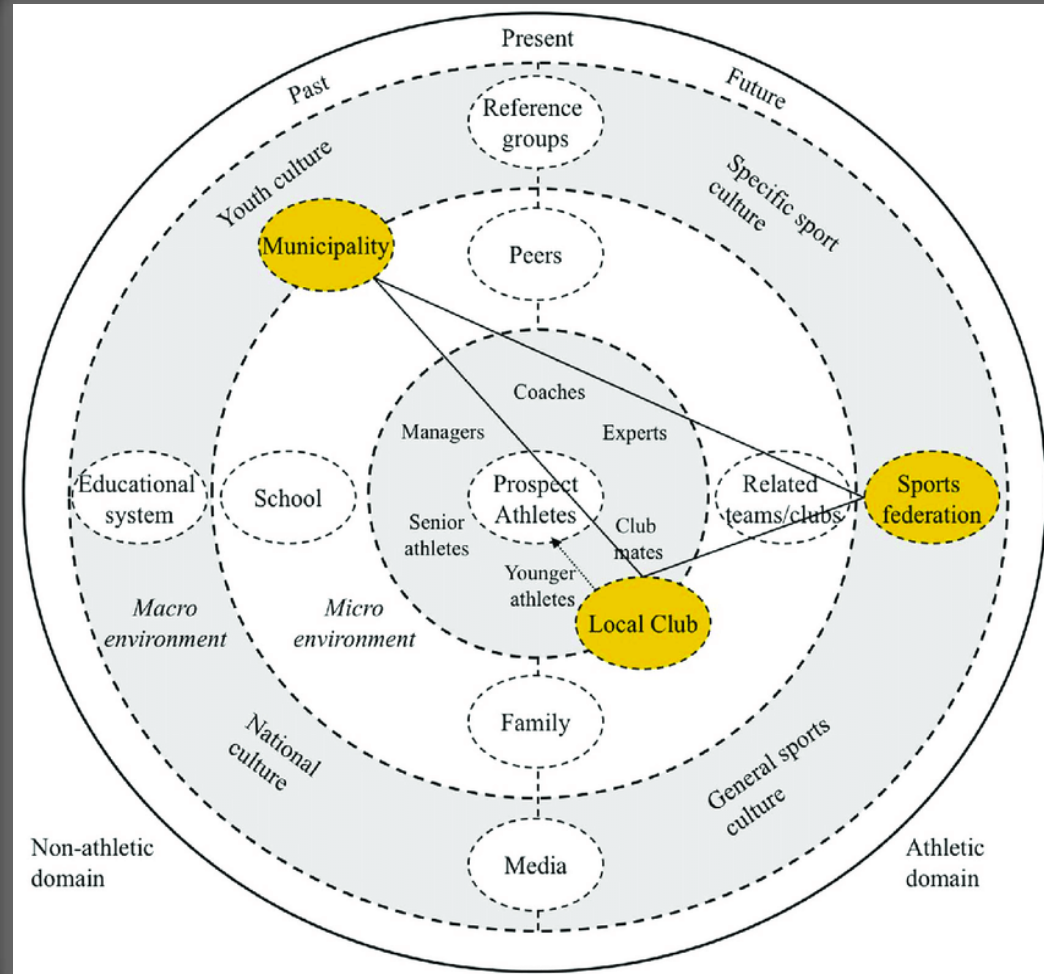 Present
Past
Future
Reference
groups
Youth culture
Specific sport
culture
Municipality
Peers
Coaches
Managers
Experts
Educational
system
School
Prospect
Athletes
Related
teams/clubs
Sports
federation
Senior
athletes
Club
mates
Younger
athletes
Local Club
Macro
environment
Micro
environment
Family
National
culture
General sports
culture
Media
Non-athletic
domain
Athletic
domain